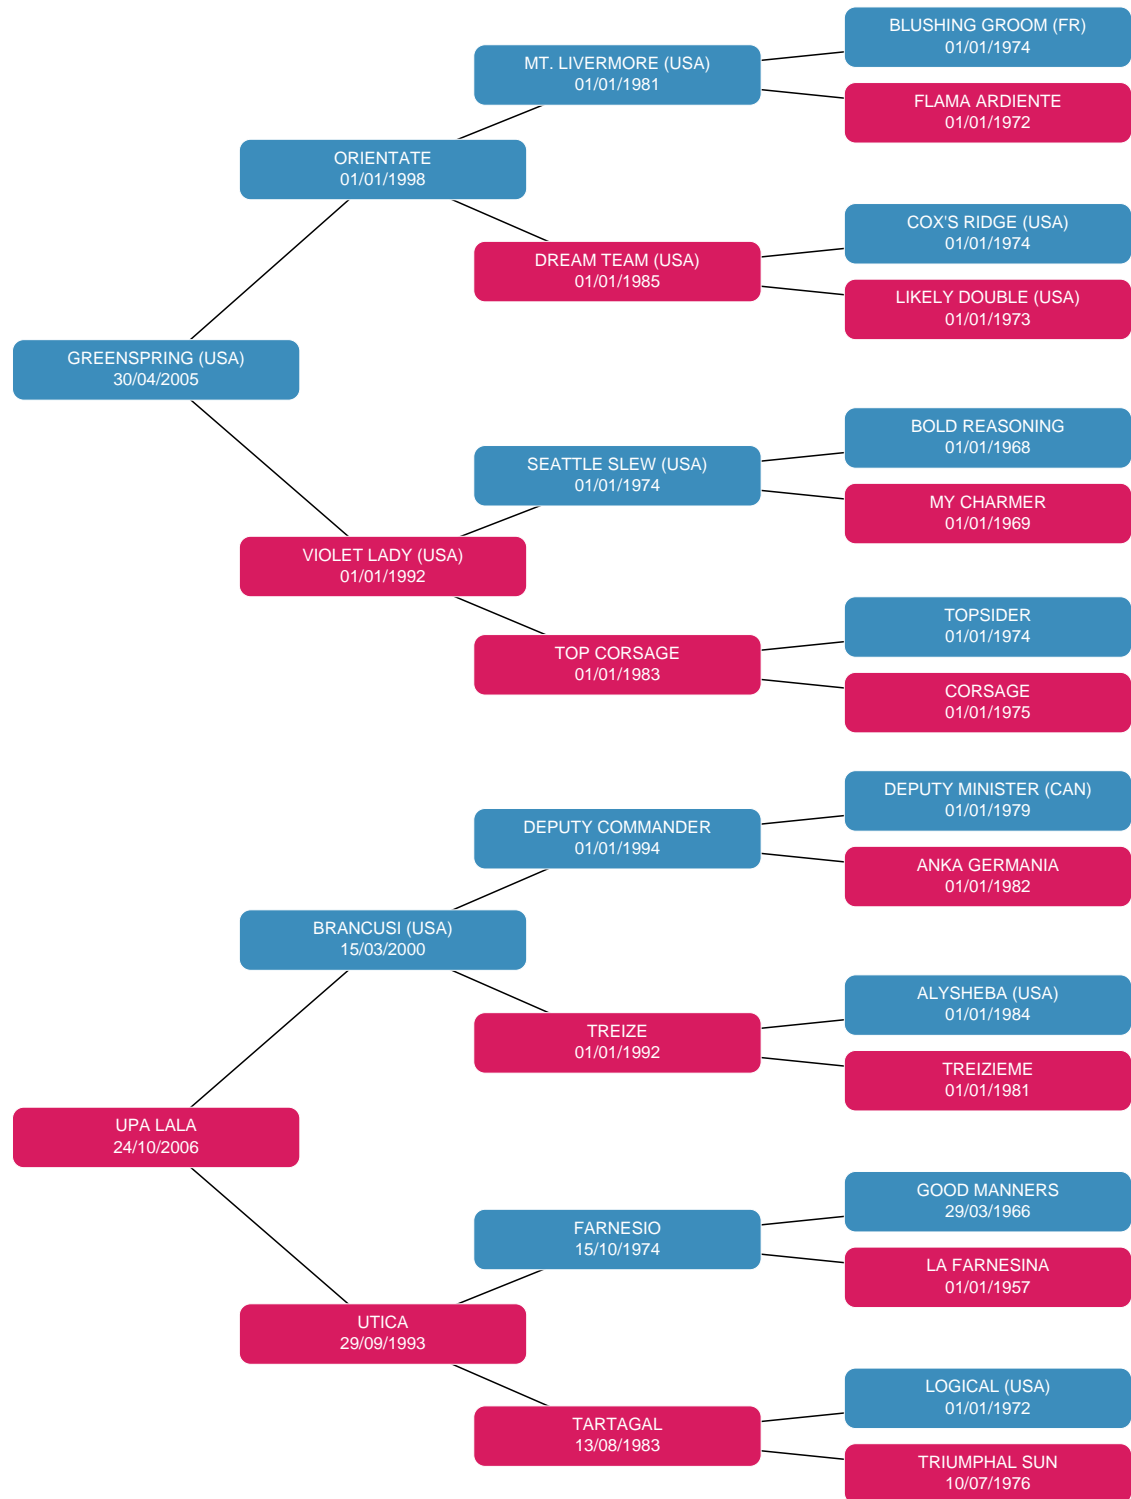 BLUSHING GROOM (FR)
01/01/1974
MT. LIVERMORE (USA)
01/01/1981
FLAMA ARDIENTE
01/01/1972
ORIENTATE
01/01/1998
COX'S RIDGE (USA)
01/01/1974
DREAM TEAM (USA)
01/01/1985
LIKELY DOUBLE (USA)
01/01/1973
GREENSPRING (USA)
30/04/2005
BOLD REASONING
01/01/1968
SEATTLE SLEW (USA)
01/01/1974
MY CHARMER
01/01/1969
VIOLET LADY (USA)
01/01/1992
TOPSIDER
01/01/1974
TOP CORSAGE
01/01/1983
CORSAGE
01/01/1975
DEPUTY MINISTER (CAN)
01/01/1979
DEPUTY COMMANDER
01/01/1994
ANKA GERMANIA
01/01/1982
BRANCUSI (USA)
15/03/2000
ALYSHEBA (USA)
01/01/1984
TREIZE
01/01/1992
TREIZIEME
01/01/1981
UPA LALA
24/10/2006
GOOD MANNERS
29/03/1966
FARNESIO
15/10/1974
LA FARNESINA
01/01/1957
UTICA
29/09/1993
LOGICAL (USA)
01/01/1972
TARTAGAL
13/08/1983
TRIUMPHAL SUN
10/07/1976